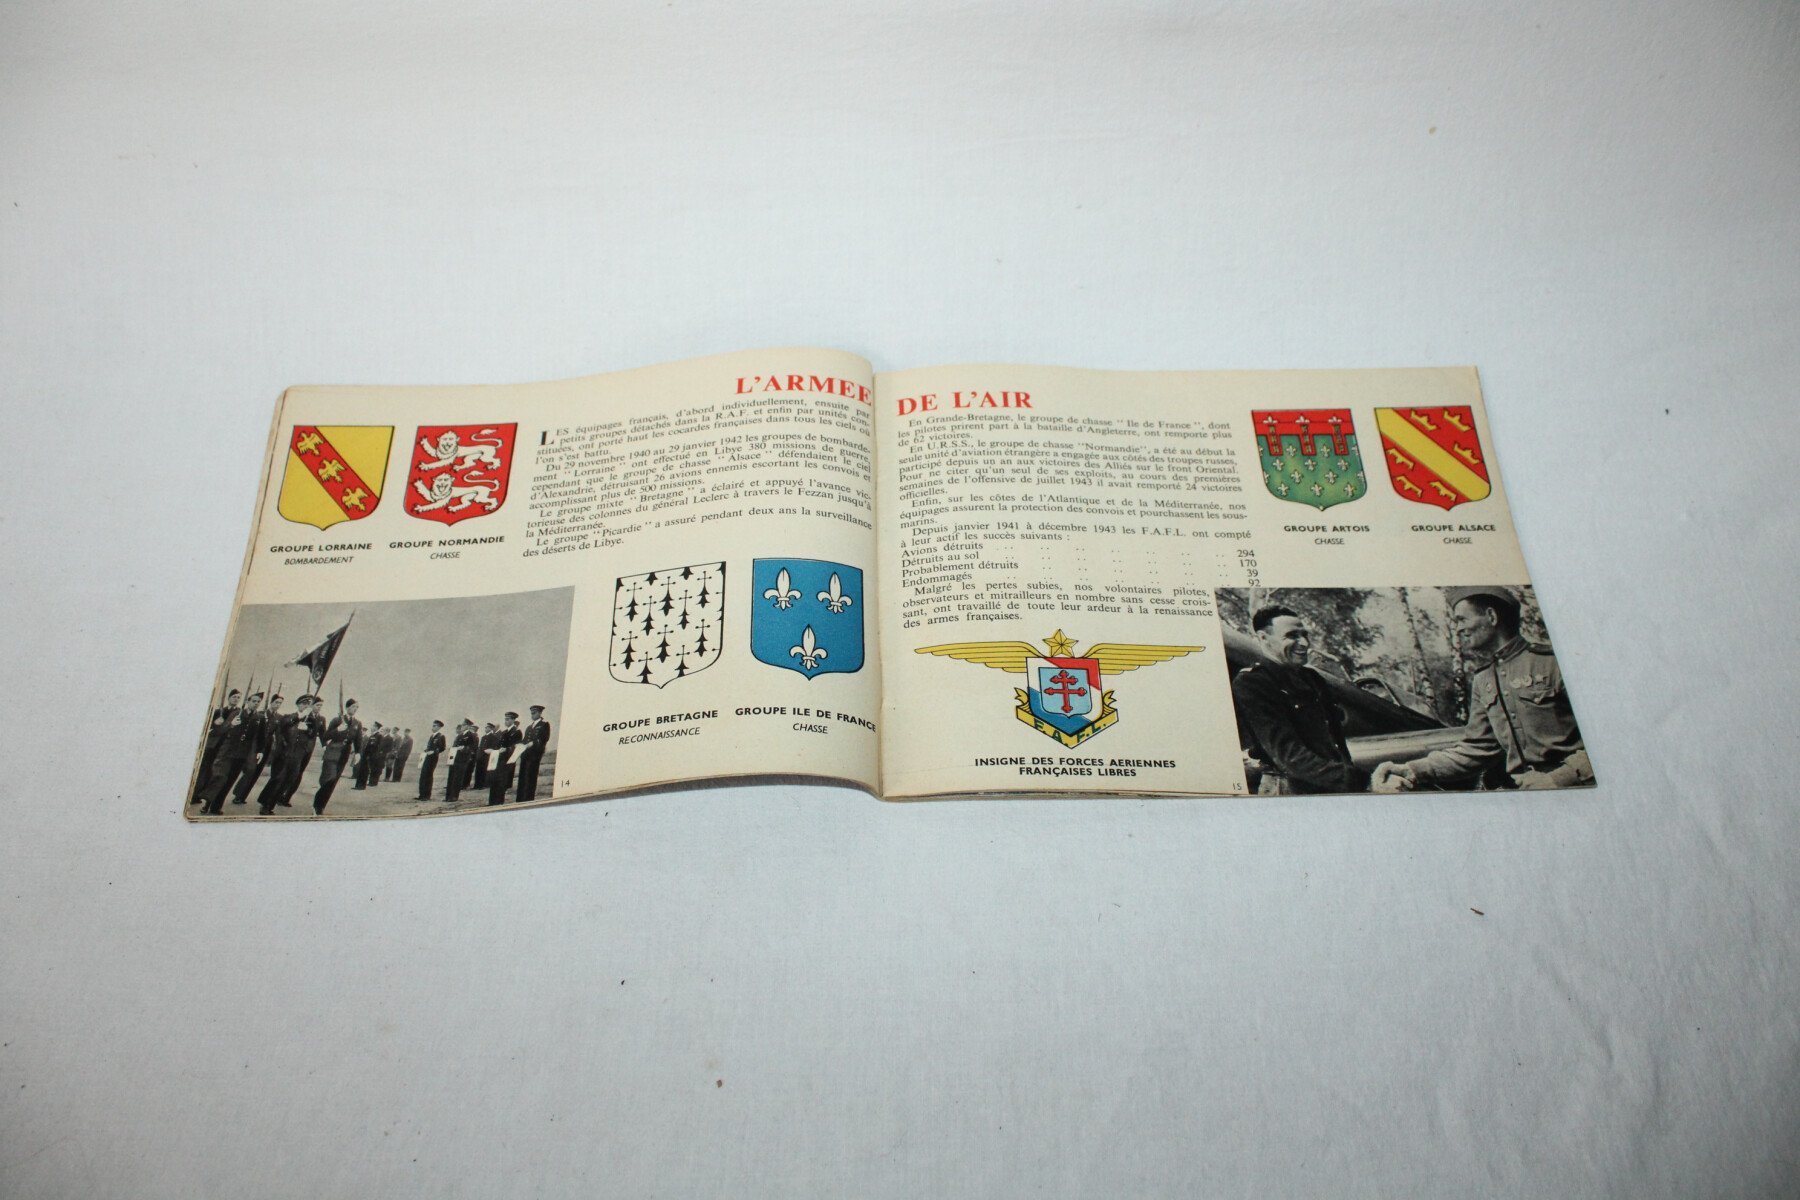 L'ARMEE
LES équipages français, d'abord individuellement, ensuite par
petits groupes détachés dans la R.A.F. et enfin par unités con-
stituées, ont porté haut les cocardes françaises dans tous les ciels où
l'on s'est battu.
Du 29 novembre 1940 au 29 janvier 1942 les groupes de bombarde-
ment "Lorraine" ont effectué en Libye 380 missions de guerre,
cependant que le groupe de chasse "Alsace" défendaient le ciel
d'Alexandrie, détruisant 26 avions ennemis escortant les convois et
accomplissant plus de 500 missions.
Le groupe mixte "Bretagne" a éclairé et appuyé l'avance vic-
torieuse des colonnes du général Leclerc à travers le Fezzan jusqu'à
la Méditerranée.
Le groupe "Picardie" a assuré pendant deux ans la surveillance
des déserts de Libye.
GROUPE LORRAINE
BOMBARDEMENT
GROUPE NORMANDIE
CHASSE
GROUPE BRETAGNE
RECONNAISSANCE
GROUPE ILE DE FRANCE
CHASSE
14
DE L'AIR
En Grande-Bretagne, le groupe de chasse "Ile de France", dont
les pilotes prirent part à la bataille d'Angleterre, ont remporte plus
de 62 victoires.
En U.R.S.S., le groupe de chasse "Normandie", a été au début la
seule unité d'aviation étrangère a engagée aux côtés des troupes russes,
participé depuis un an aux victoires des Alliés sur le front Oriental.
Pour ne citer qu'un seul de ses exploits, au cours des premières
semaines de l'offensive de juillet 1943 il avait remporté 24 victoires
officielles.
Enfin, sur les côtes de l'Atlantique et de la Méditerranée, nos
équipages assurent la protection des convois et pourchassent les sous-
marins.
Depuis janvier 1941 à décembre 1943 les F.A.F.L. ont compté
à leur actif les succès suivants :
Avions détruits .. .. .. .. .. .. .. 294
Détruits au sol .. .. .. .. .. .. .. 170
Probablement détruits .. .. .. .. .. .. 39
Endommagés .. .. .. .. .. .. .. 92
Malgré les pertes subies, nos volontaires pilotes,
observateurs et mitrailleurs en nombre sans cesse crois-
sant, ont travaillé de toute leur ardeur à la renaissance
des armes françaises.
F.A.F.L.
INSIGNE DES FORCES AERIENNES
FRANÇAISES LIBRES
GROUPE ARTOIS
CHASSE
GROUPE ALSACE
CHASSE
15